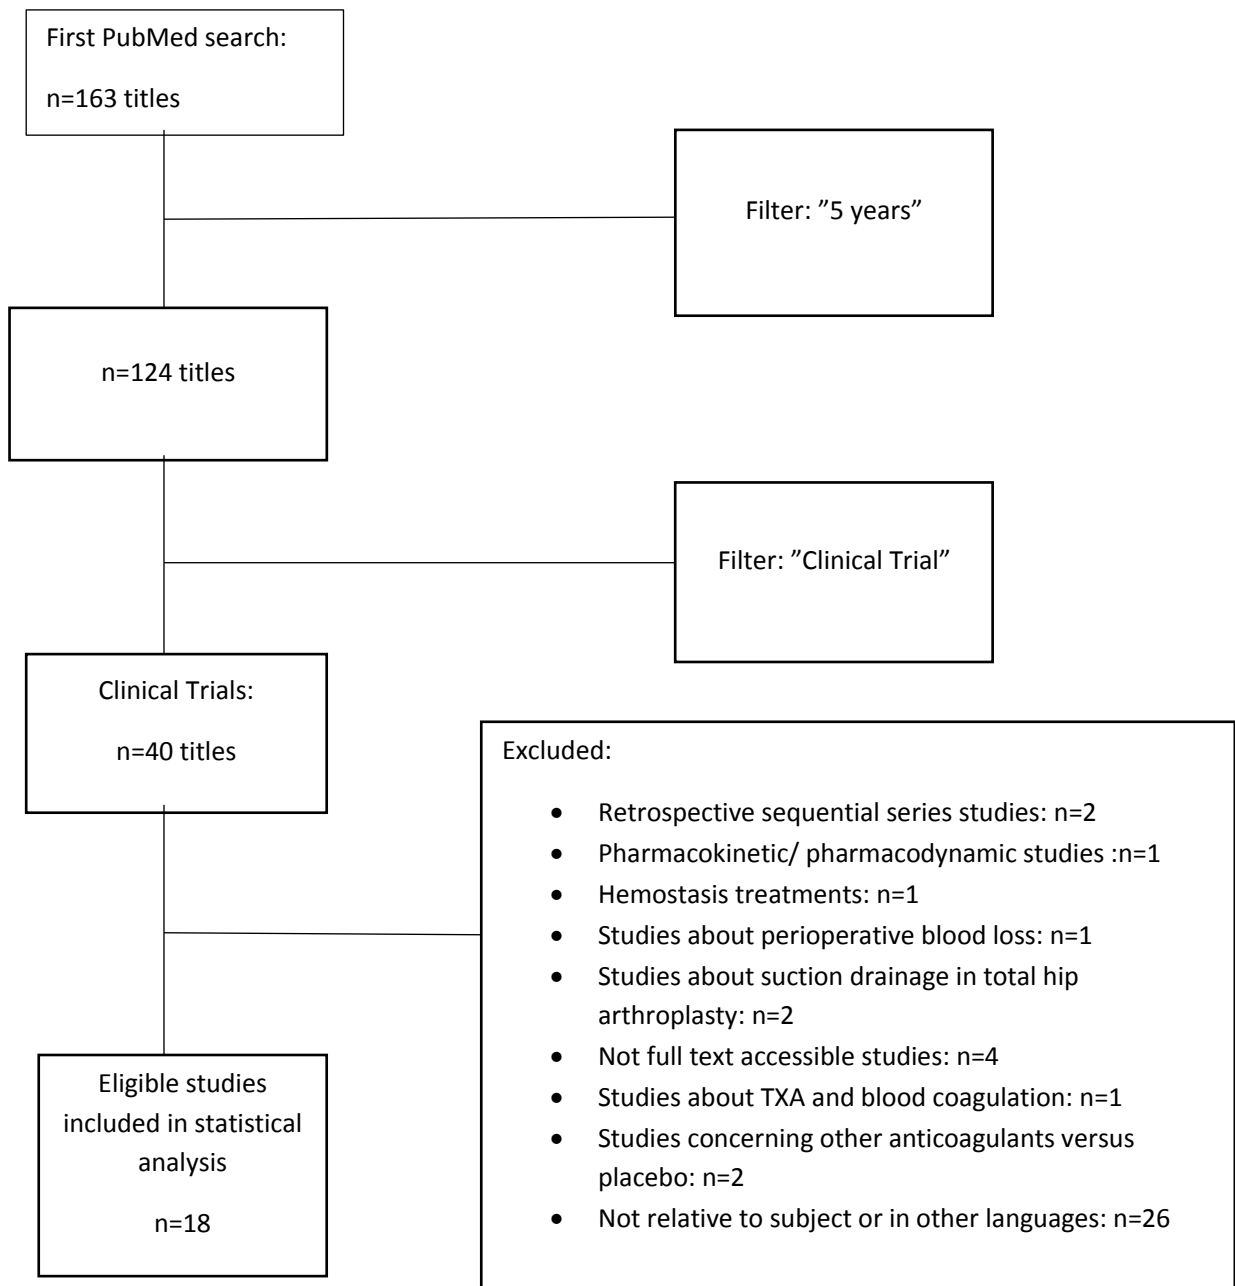 First PubMed search:
n=163 titles
Filter: ”5 years”
n=124 titles
Filter: ”Clinical Trial”
Clinical Trials:
n=40 titles
Excluded:
• Retrospective sequential series studies: n=2
• Pharmacokinetic/ pharmacodynamic studies :n=1
• Hemostasis treatments: n=1
• Studies about perioperative blood loss: n=1
• Studies about suction drainage in total hip
arthroplasty: n=2
• Not full text accessible studies: n=4
• Studies about TXA and blood coagulation: n=1
• Studies concerning other anticoagulants versus
placebo: n=2
• Not relative to subject or in other languages: n=26
Eligible studies
included in statistical
analysis
n=18